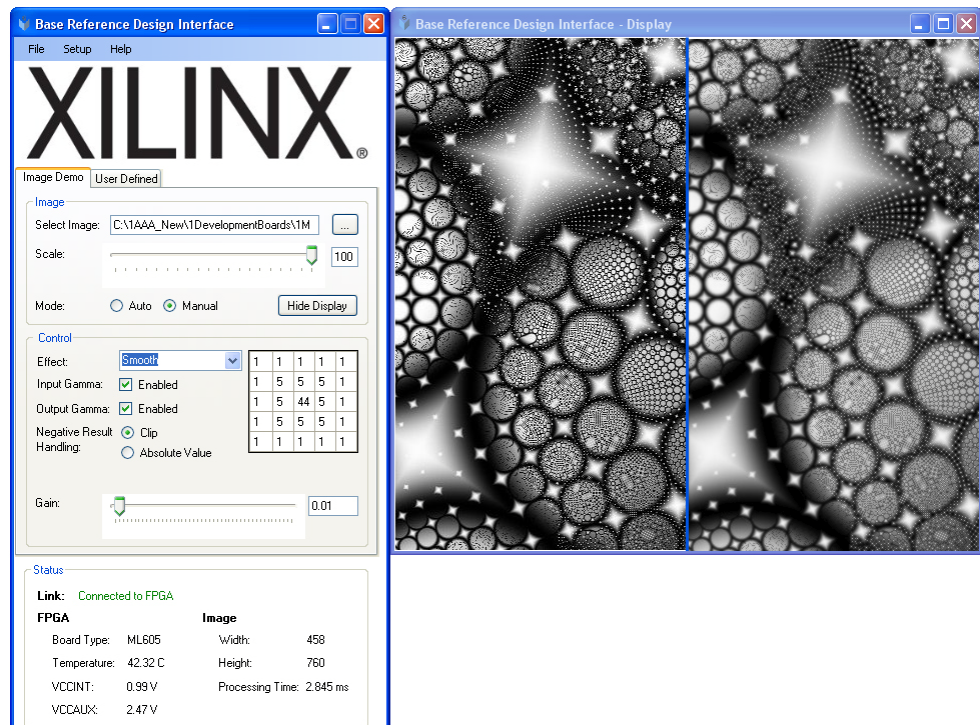 Base Reference Design Interface
Base Reference Design Interface - Display
File Setup Help
XILINX®
Image Demo User Defined
Image
Select Image: C:\1AAA_New\1DevelopmentBoards\1M ...
Scale: 100
Mode: Auto Manual Hide Display
Control
Effect: Smooth
Input Gamma: Enabled
Output Gamma: Enabled
Negative Result Handling: Clip
Absolute Value
1 1 1 1 1
1 5 5 5 1
1 5 44 5 1
1 5 5 5 1
1 1 1 1 1
Gain: 0.01
Status
Link: Connected to FPGA
FPGA Image
Board Type: ML605 Width: 458
Temperature: 42.32 C Height: 760
VCCINT: 0.99 V Processing Time: 2.845 ms
VCCAUX: 2.47 V